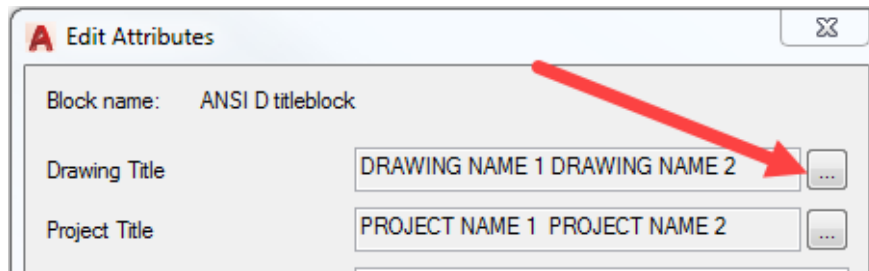 Edit Attributes
Block name: ANSI D titleblock
Drawing Title DRAWING NAME 1 DRAWING NAME 2 ...
Project Title PROJECT NAME 1 PROJECT NAME 2 ...